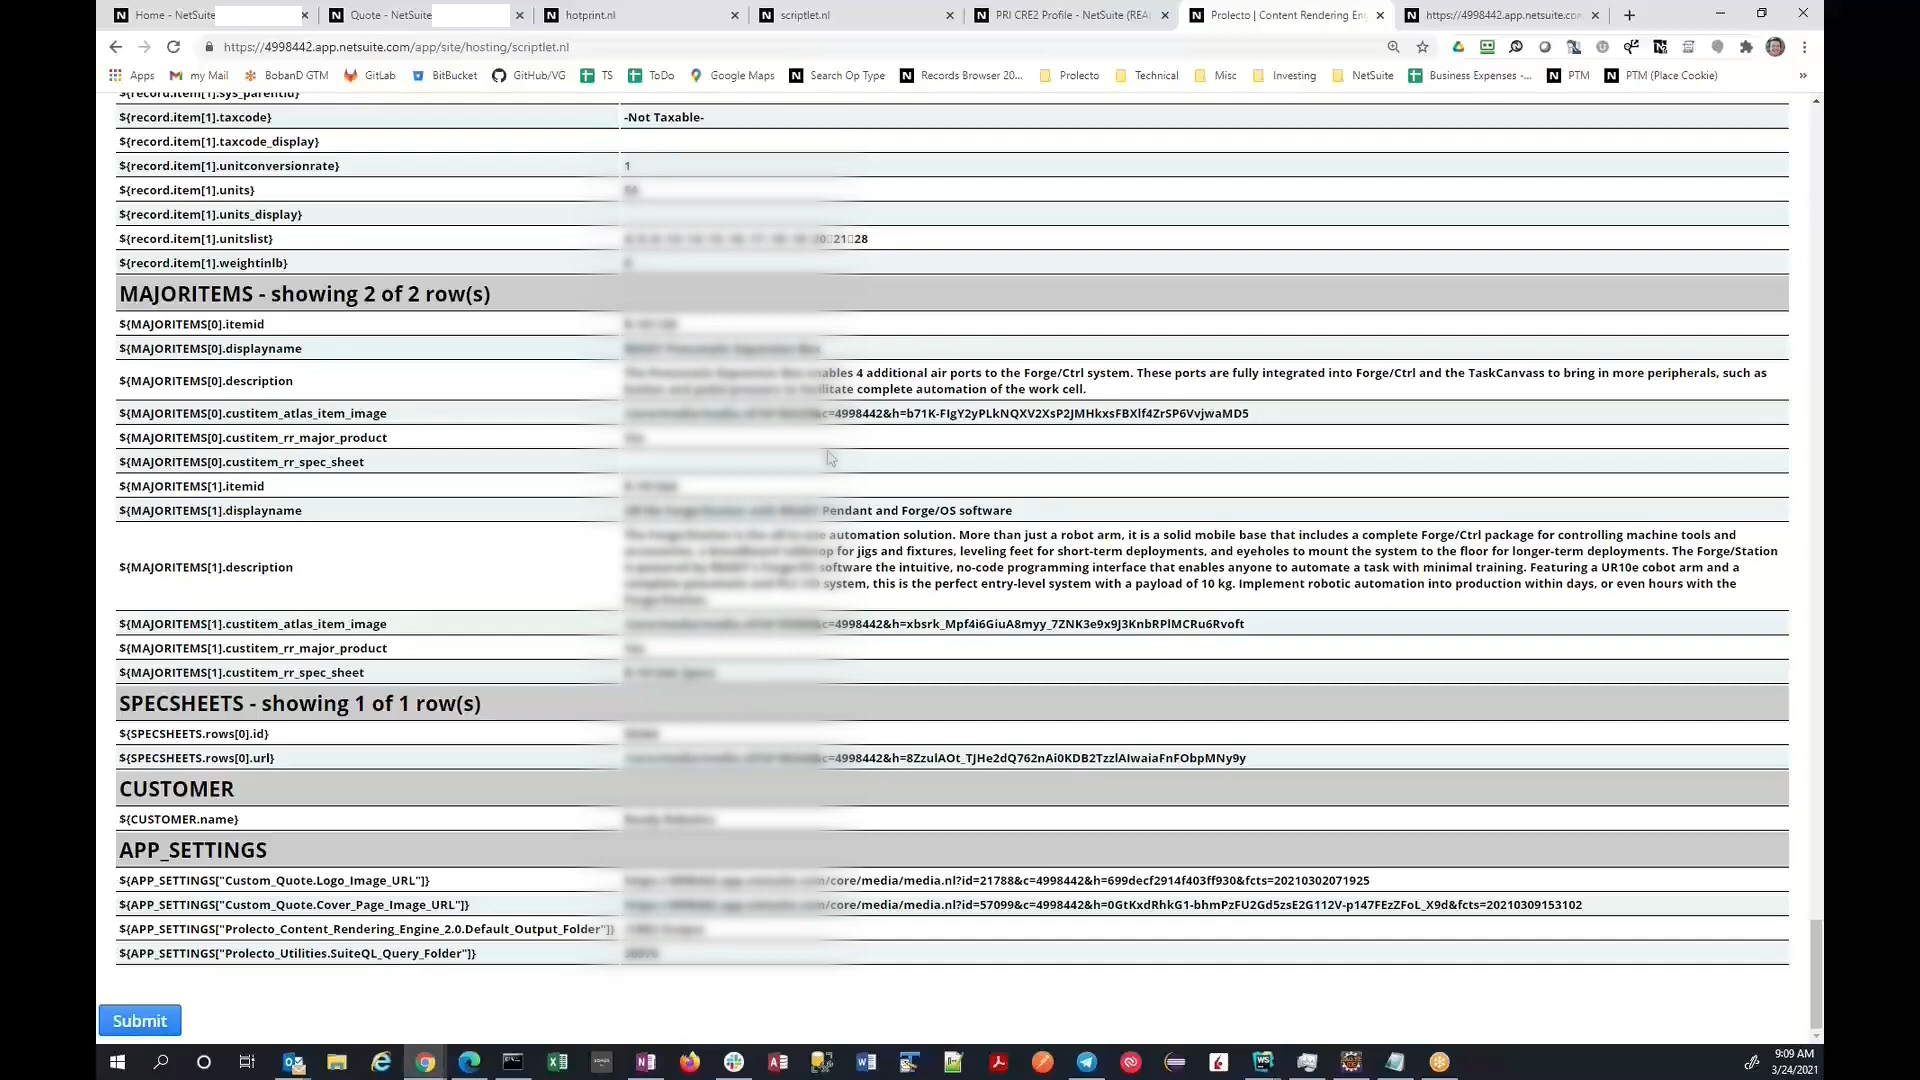 Home - NetSuite
Quote - NetSuite
hotprint.nl
scriptlet.nl
PRI CRE2 Profile - NetSuite (REA
Prolecto | Content Rendering En
https://4998442.app.netsuite.co
https://4998442.app.netsuite.com/app/site/hosting/scriptlet.nl
Apps
my Mail
BobanD GTM
GitLab
BitBucket
GitHub/VG
TS
ToDo
Google Maps
Search Op Type
Records Browser 20...
Prolecto
Technical
Misc
Investing
NetSuite
Business Expenses -...
PTM
PTM (Place Cookie)
»
${record.item[1].sys_parentid}
${record.item[1].taxcode} -Not Taxable-
${record.item[1].taxcode_display}
${record.item[1].unitconversionrate} 1
${record.item[1].units}
${record.item[1].units_display}
${record.item[1].unitslist} 21 28
${record.item[1].weightinlb}
MAJORITEMS - showing 2 of 2 row(s)
${MAJORITEMS[0].itemid
${MAJORITEMS[0].displayname
${MAJORITEMS[0].description
enables 4 additional air ports to the Forge/Ctrl system. These ports are fully integrated into Forge/Ctrl and the TaskCanvass to bring in more peripherals, such as
facilitate complete automation of the work cell.
${MAJORITEMS[0].custitem_atlas_item_image c=4998442&h=b71K-FIgY2yPLkNQXV2XsP2JMHkxsFBXlf4ZrSP6VvjwaMD5
${MAJORITEMS[0].custitem_rr_major_product
${MAJORITEMS[0].custitem_rr_spec_sheet
${MAJORITEMS[1].itemid
${MAJORITEMS[1].displayname Pendant and Forge/OS software
${MAJORITEMS[1].description
automation solution. More than just a robot arm, it is a solid mobile base that includes a complete Forge/Ctrl package for controlling machine tools and
for jigs and fixtures, leveling feet for short-term deployments, and eyeholes to mount the system to the floor for longer-term deployments. The Forge/Station
software the intuitive, no-code programming interface that enables anyone to automate a task with minimal training. Featuring a UR10e cobot arm and a
system, this is the perfect entry-level system with a payload of 10 kg. Implement robotic automation into production within days, or even hours with the
${MAJORITEMS[1].custitem_atlas_item_image c=4998442&h=xbsrk_Mpf4i6GiuA8myy_7ZNK3e9x9J3KnbRPlMCRu6Rvoft
${MAJORITEMS[1].custitem_rr_major_product
${MAJORITEMS[1].custitem_rr_spec_sheet
SPECSHEETS - showing 1 of 1 row(s)
${SPECSHEETS.rows[0].id}
${SPECSHEETS.rows[0].url} c=4998442&h=8ZzulAOt_TJHe2dQ762nAi0KDB2TzzlAIwaiaFnFObpMNy9y
CUSTOMER
${CUSTOMER.name}
APP_SETTINGS
${APP_SETTINGS["Custom_Quote.Logo_Image_URL"]} /core/media/media.nl?id=21788&c=4998442&h=699decf2914f403ff930&fcts=20210302071925
${APP_SETTINGS["Custom_Quote.Cover_Page_Image_URL"]} /core/media/media.nl?id=57099&c=4998442&h=0GtKxdRhkG1-bhmPzFU2Gd5zsE2G112V-p147FEzZFoL_X9d&fcts=20210309153102
${APP_SETTINGS["Prolecto_Content_Rendering_Engine_2.0.Default_Output_Folder"]}
${APP_SETTINGS["Prolecto_Utilities.SuiteQL_Query_Folder"]}
Submit
9:09 AM
3/24/2021